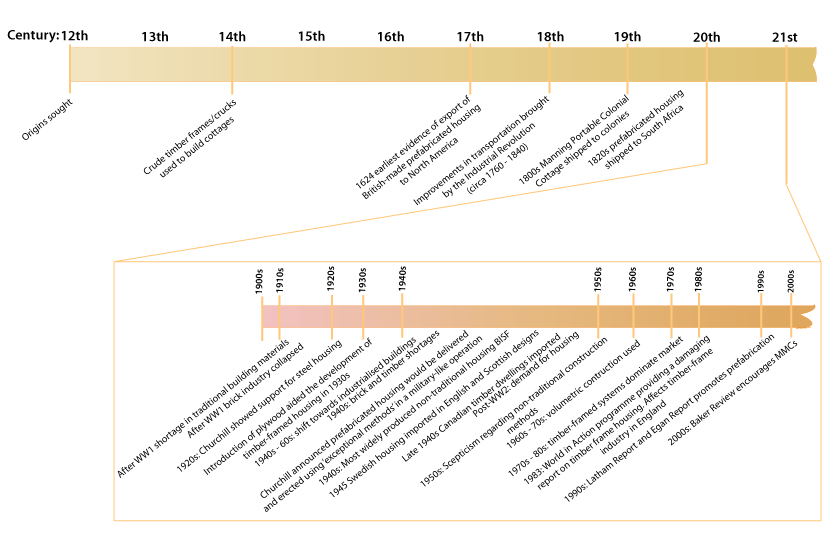 Century: 12th 13th 14th 15th 16th 17th 18th 19th 20th 21st
Origins sought
Crude timber frames/crucks
used to build cottages
1624 earliest evidence of export of
British-made prefabricated housing
to North America
Improvements in transportation brought
by the Industrial Revolution
(circa 1760 - 1840)
1800s Manning Portable Colonial
Cottage shipped to colonies
1820s prefabricated housing
shipped to South Africa
1900s 1910s 1920s 1930s 1940s 1950s 1960s 1970s 1980s 1990s 2000s
After WW1 shortage in traditional building materials
After WW1 brick industry collapsed
1920s: Churchill showed support for steel housing
Introduction of plywood aided the development of
timber-framed housing in 1930s
1940s - 60s: shift towards industrialised buildings
1940s: brick and timber shortages
Churchill announced prefabricated housing would be delivered
and erected using 'exceptional methods' in a military-like operation
1940s: Most widely produced non-traditional housing BISF
1945 Swedish housing imported in English and Scottish designs
Late 1940s Canadian timber dwellings imported
Post WW2: demand for housing
1950s: Scepticism regarding non-traditional construction
methods
1960s - 70s: volumetric construction used
1970s - 80s: timber-framed systems dominate market
1983: World in Action programme providing a damaging
report on timber frame housing. Affects timber-frame
industry in England
1990s: Latham Report and Egan Report promotes prefabrication
2000s: Baker Review encourages MMCs